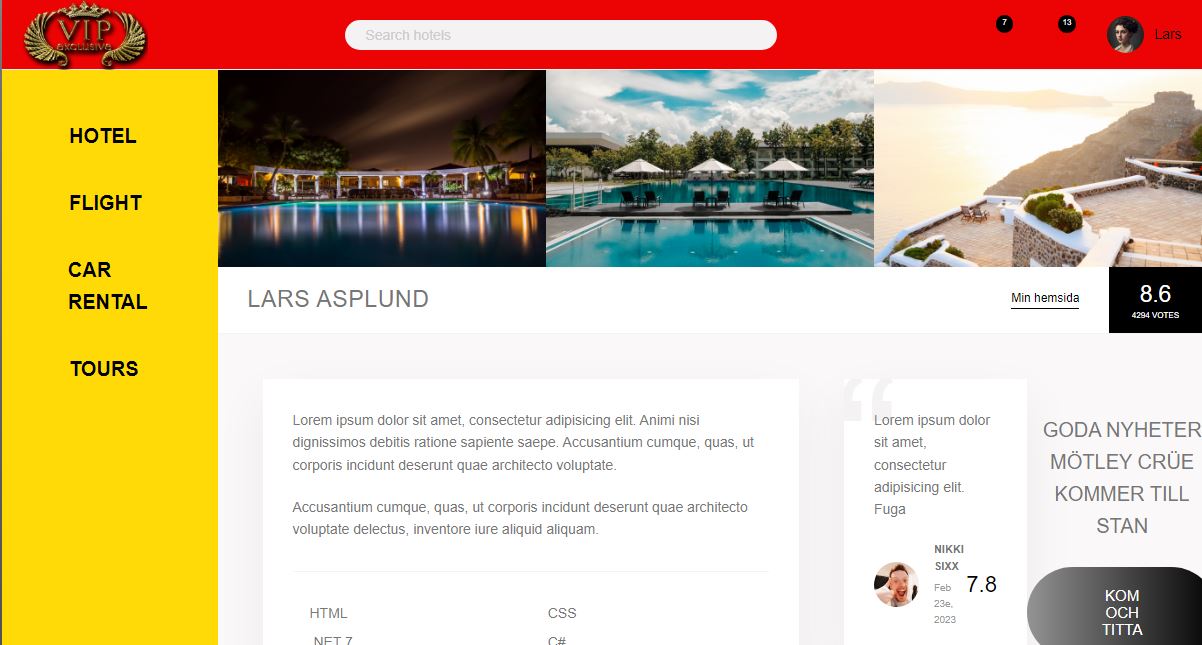 VIP
exclusive
Search hotels
7
13
Lars
HOTEL
FLIGHT
CAR
RENTAL
TOURS
LARS ASPLUND
Min hemsida
8.6
4294 VOTES
Lorem ipsum dolor sit amet, consectetur adipisicing elit. Animi nisi
dignissimos debitis ratione sapiente saepe. Accusantium cumque, quas, ut
corporis incidunt deserunt quae architecto voluptate.
Accusantium cumque, quas, ut corporis incidunt deserunt quae architecto
voluptate delectus, inventore iure aliquid aliquam.
HTML
CSS
.NET 7
C#
“
Lorem ipsum dolor
sit amet,
consectetur
adipisicing elit.
Fuga
NIKKI
SIXX
Feb
23e,
2023
7.8
GODA NYHETER
MÖTLEY CRÜE
KOMMER TILL
STAN
KOM
OCH
TITTA